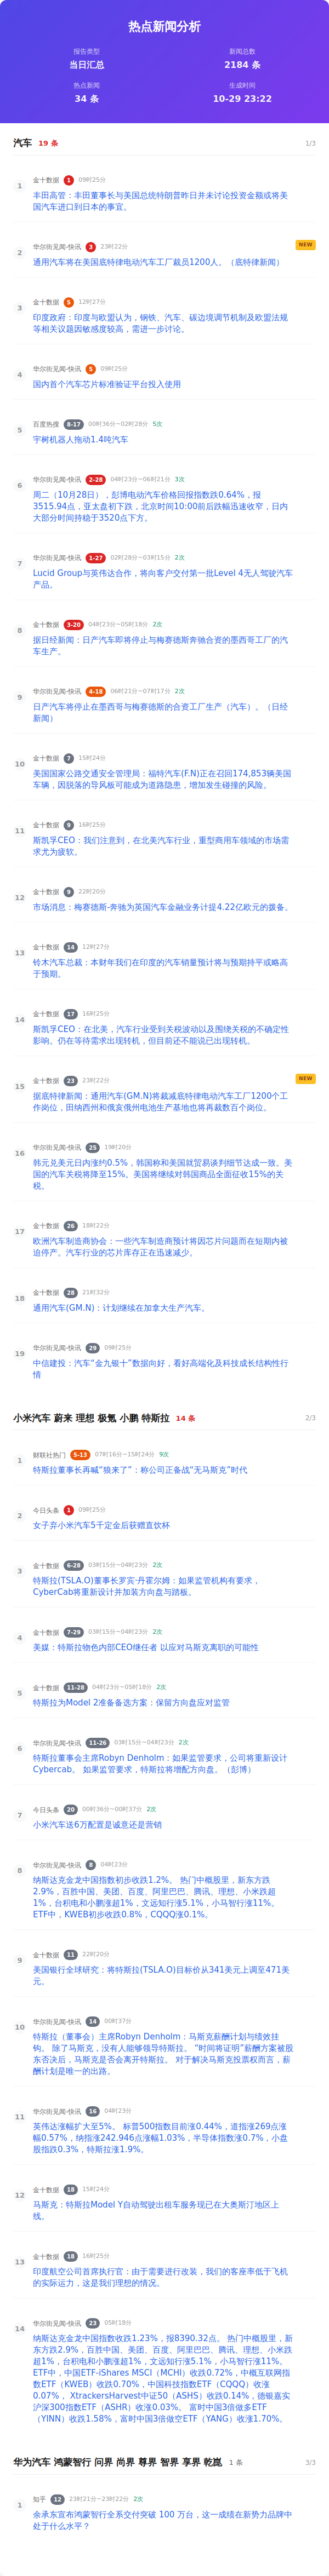 热点新闻分析
报告类型
当日汇总
新闻总数
2184 条
热点新闻
34 条
生成时间
10-29 23:22
汽车 19 条 1/3
1
金十数据 1 09时25分
丰田高管：丰田董事长与美国总统特朗普昨日并未讨论投资金额或将美
国汽车进口到日本的事宜。
NEW
2
华尔街见闻-快讯 3 23时22分
通用汽车将在美国底特律电动汽车工厂裁员1200人。（底特律新闻）
3
金十数据 5 12时27分
印度政府：印度与欧盟认为，钢铁、汽车、碳边境调节机制及欧盟法规
等相关议题因敏感度较高，需进一步讨论。
4
华尔街见闻-快讯 5 09时25分
国内首个汽车芯片标准验证平台投入使用
5
百度热搜 8-17 00时36分~02时28分 5次
宇树机器人拖动1.4吨汽车
6
华尔街见闻-快讯 2-28 04时23分~06时21分 3次
周二（10月28日），彭博电动汽车价格回报指数跌0.64%，报
3515.94点，亚太盘初下跌，北京时间10:00前后跌幅迅速收窄，日内
大部分时间持稳于3520点下方。
7
华尔街见闻-快讯 1-27 02时28分~03时15分 2次
Lucid Group与英伟达合作，将向客户交付第一批Level 4无人驾驶汽车
产品。
8
金十数据 3-20 04时23分~05时18分 2次
据日经新闻：日产汽车即将停止与梅赛德斯奔驰合资的墨西哥工厂的汽
车生产。
9
华尔街见闻-快讯 4-18 06时21分~07时17分 2次
日产汽车将停止在墨西哥与梅赛德斯的合资工厂生产（汽车）。（日经
新闻）
10
金十数据 7 15时24分
美国国家公路交通安全管理局：福特汽车(F.N)正在召回174,853辆美国
车辆，因脱落的导风板可能成为道路隐患，增加发生碰撞的风险。
11
金十数据 9 16时25分
斯凯孚CEO：我们注意到，在北美汽车行业，重型商用车领域的市场需
求尤为疲软。
12
金十数据 9 22时20分
市场消息：梅赛德斯-奔驰为英国汽车金融业务计提4.22亿欧元的拨备。
13
金十数据 14 12时27分
铃木汽车总裁：本财年我们在印度的汽车销量预计将与预期持平或略高
于预期。
14
金十数据 17 16时25分
斯凯孚CEO：在北美，汽车行业受到关税波动以及围绕关税的不确定性
影响。仍在等待需求出现转机，但目前还不能说已出现转机。
NEW
15
金十数据 23 23时22分
据底特律新闻：通用汽车(GM.N)将裁减底特律电动汽车工厂1200个工
作岗位，田纳西州和俄亥俄州电池生产基地也将再裁数百个岗位。
16
华尔街见闻-快讯 25 19时20分
韩元兑美元日内涨约0.5%，韩国称和美国就贸易谈判细节达成一致。美
国的汽车关税将降至15%。美国将继续对韩国商品全面征收15%的关
税。
17
金十数据 26 18时22分
欧洲汽车制造商协会：一些汽车制造商预计将因芯片问题而在短期内被
迫停产。汽车行业的芯片库存正在迅速减少。
18
金十数据 28 21时32分
通用汽车(GM.N)：计划继续在加拿大生产汽车。
19
华尔街见闻-快讯 29 09时25分
中信建投：汽车“金九银十”数据向好，看好高端化及科技成长结构性行
情
小米汽车 蔚来 理想 极氪 小鹏 特斯拉 14 条 2/3
1
财联社热门 5-13 07时16分~15时24分 9次
特斯拉董事长再喊“狼来了”：称公司正备战“无马斯克”时代
2
今日头条 1 09时25分
女子弃小米汽车5千定金后获赠直饮杯
3
金十数据 6-28 03时15分~04时23分 2次
特斯拉(TSLA.O)董事长罗宾·丹霍尔姆：如果监管机构有要求，
CyberCab将重新设计并加装方向盘与踏板。
4
金十数据 7-29 03时15分~04时23分 2次
美媒：特斯拉物色内部CEO继任者 以应对马斯克离职的可能性
5
金十数据 11-28 04时23分~05时18分 2次
特斯拉为Model 2准备备选方案：保留方向盘应对监管
6
华尔街见闻-快讯 11-26 03时15分~04时23分 2次
特斯拉董事会主席Robyn Denholm：如果监管要求，公司将重新设计
Cybercab。 如果监管要求，特斯拉将增配方向盘。（彭博）
7
今日头条 20 00时36分~00时37分 2次
小米汽车送6万配置是诚意还是营销
8
华尔街见闻-快讯 8 04时23分
纳斯达克金龙中国指数初步收跌1.2%。 热门中概股里，新东方跌
2.9%，百胜中国、美团、百度、阿里巴巴、腾讯、理想、小米跌超
1%，台积电和小鹏涨超1%，文远知行涨5.1%，小马智行涨11%。
ETF中，KWEB初步收跌0.8%，CQQQ涨0.1%。
9
金十数据 11 22时20分
美国银行全球研究：将特斯拉(TSLA.O)目标价从341美元上调至471美
元。
10
华尔街见闻-快讯 14 00时37分
特斯拉（董事会）主席Robyn Denholm：马斯克薪酬计划与绩效挂
钩。 除了马斯克，没有人能够领导特斯拉。 “时间将证明”薪酬方案被股
东否决后，马斯克是否会离开特斯拉。 对于解决马斯克投票权而言，薪
酬计划是唯一的出路。
11
华尔街见闻-快讯 16 04时23分
英伟达涨幅扩大至5%。 标普500指数目前涨0.44%，道指涨269点涨
幅0.57%，纳指涨242.946点涨幅1.03%，半导体指数涨0.7%，小盘
股指跌0.3%，特斯拉涨1.9%。
12
金十数据 18 15时24分
马斯克：特斯拉Model Y自动驾驶出租车服务现已在大奥斯汀地区上
线。
13
金十数据 18 16时25分
印度航空公司首席执行官：由于需要进行改装，我们的客座率低于飞机
的实际运力，这是我们理想的情况。
14
华尔街见闻-快讯 23 05时18分
纳斯达克金龙中国指数收跌1.23%，报8390.32点。 热门中概股里，新
东方跌2.9%，百胜中国、美团、百度、阿里巴巴、腾讯、理想、小米跌
超1%，台积电和小鹏涨超1%，文远知行涨5.1%，小马智行涨11%。
ETF中，中国ETF-iShares MSCI（MCHI）收跌0.72%，中概互联网指
数ETF（KWEB）收跌0.70%，中国科技指数ETF（CQQQ）收涨
0.07%， XtrackersHarvest中证50（ASHS）收跌0.14%，德银嘉实
沪深300指数ETF（ASHR）收涨0.03%。 富时中国3倍做多ETF
（YINN）收跌1.58%，富时中国3倍做空ETF（YANG）收涨1.70%。
华为汽车 鸿蒙智行 问界 尚界 尊界 智界 享界 乾崑 1 条 3/3
1
知乎 12 23时21分~23时22分 2次
余承东宣布鸿蒙智行全系交付突破 100 万台，这一成绩在新势力品牌中
处于什么水平？